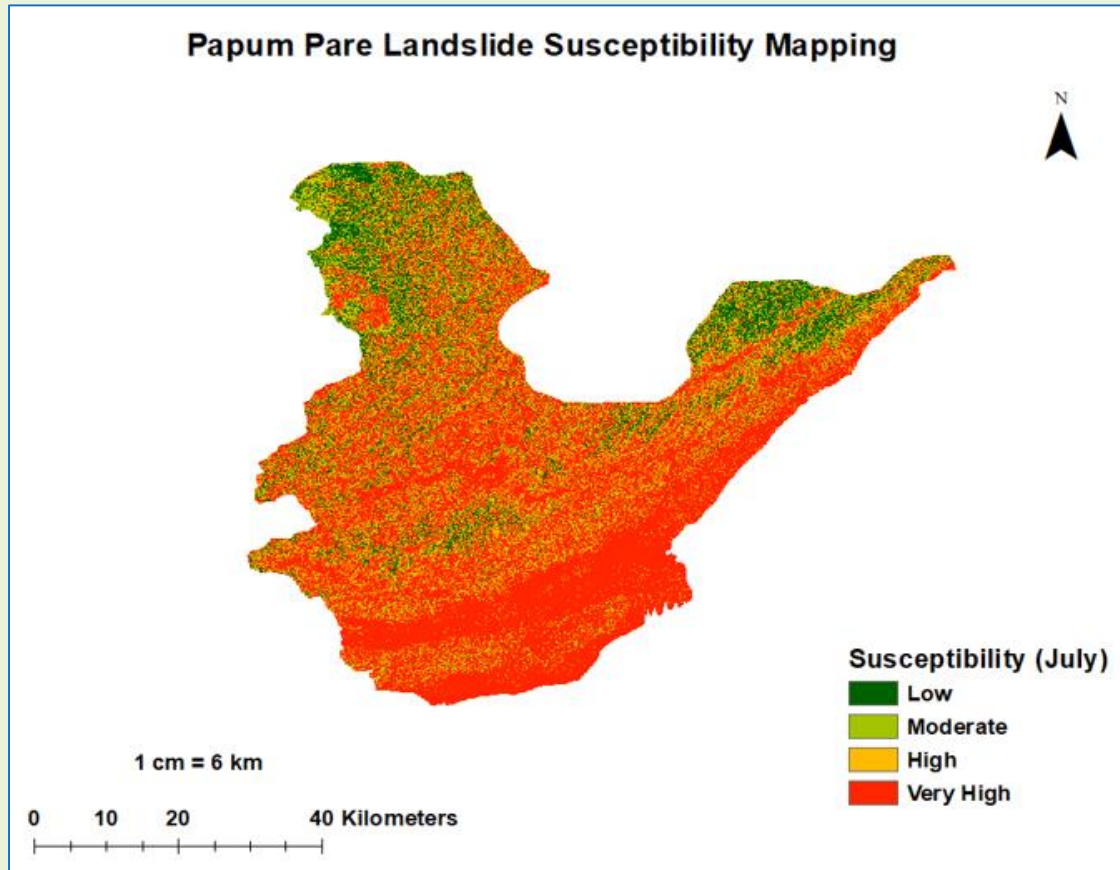 Papum Pare Landslide Susceptibility Mapping
N
Susceptibility (July)
Low
Moderate
High
Very High
1 cm = 6 km
0 10 20 40 Kilometers